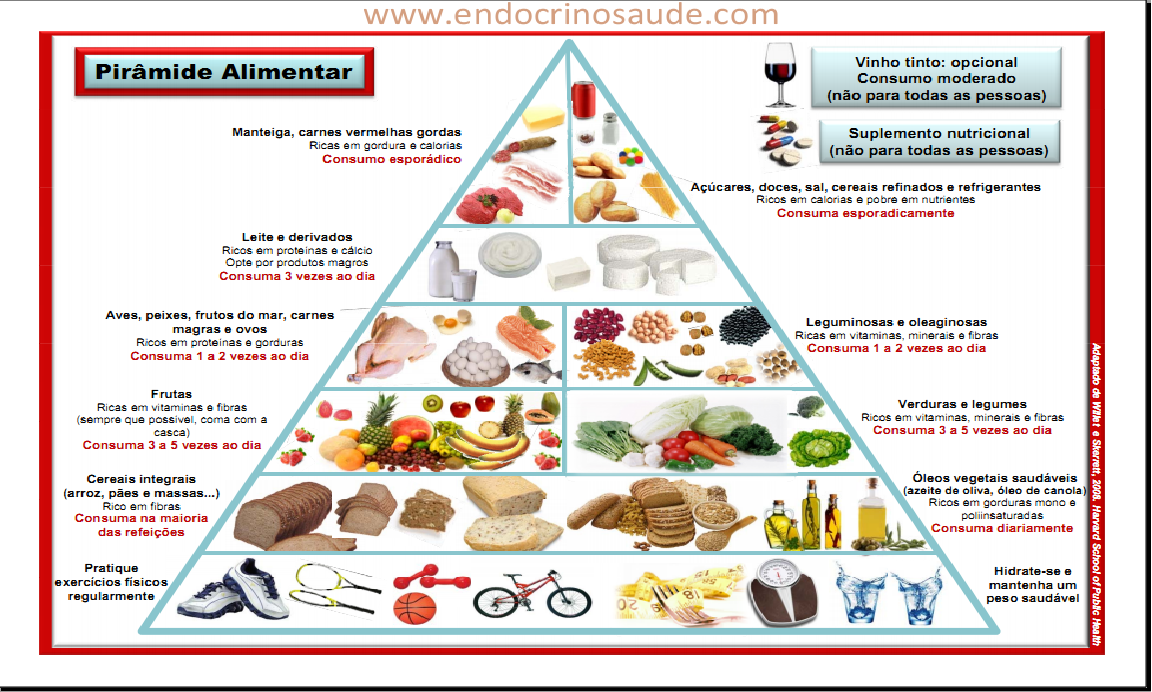 www.endocrinosaude.com
Pirâmide Alimentar
Vinho tinto: opcional
Consumo moderado
(não para todas as pessoas)
Suplemento nutricional
(não para todas as pessoas)
Manteiga, carnes vermelhas gordas
Ricas em gordura e calorias
Consumo esporádico
Açúcares, doces, sal, cereais refinados e refrigerantes
Ricos em calorias e pobre em nutrientes
Consuma esporadicamente
Leite e derivados
Ricos em proteínas e cálcio
Opte por produtos magros
Consuma 3 vezes ao dia
Aves, peixes, frutos do mar, carnes
magras e ovos
Ricos em proteínas e gorduras
Consuma 1 a 2 vezes ao dia
Leguminosas e oleaginosas
Ricas em vitaminas, minerais e fibras
Consuma 1 a 2 vezes ao dia
Frutas
Ricas em vitaminas e fibras
(sempre que possível, coma com a
casca)
Consuma 3 a 5 vezes ao dia
Verduras e legumes
Ricos em vitaminas, minerais e fibras
Consuma 3 a 5 vezes ao dia
Cereais integrais
(arroz, pães e massas...)
Rico em fibras
Consuma na maioria
das refeições
Óleos vegetais saudáveis
(azeite de oliva, óleo de canola)
Ricos em gorduras mono e
poliinsaturadas
Consuma diariamente
Pratique
exercícios físicos
regularmente
Hidrate-se e
mantenha um
peso saudável
Adaptado de Willet e Skerrett, 2008. Harvard School of Public Health